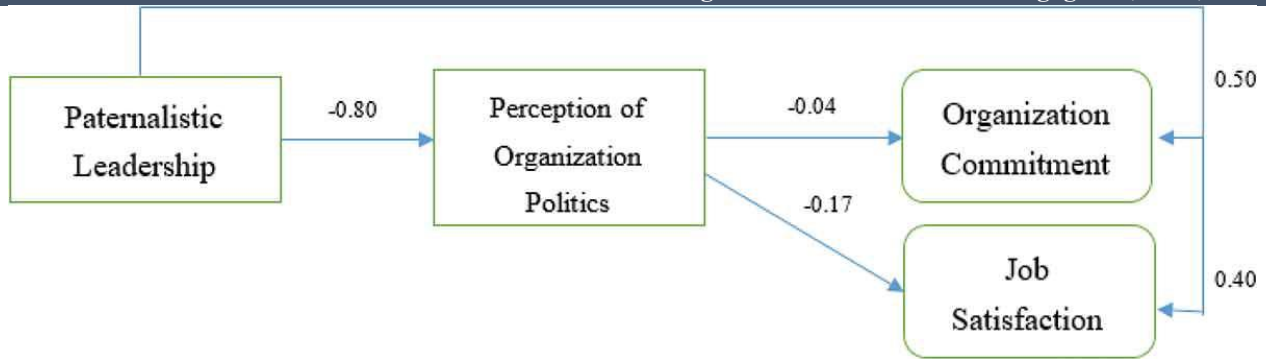 Paternalistic
Leadership
-0.80
Perception of
Organization
Politics
-0.04
-0.17
Organization
Commitment
0.50
Job
Satisfaction
0.40